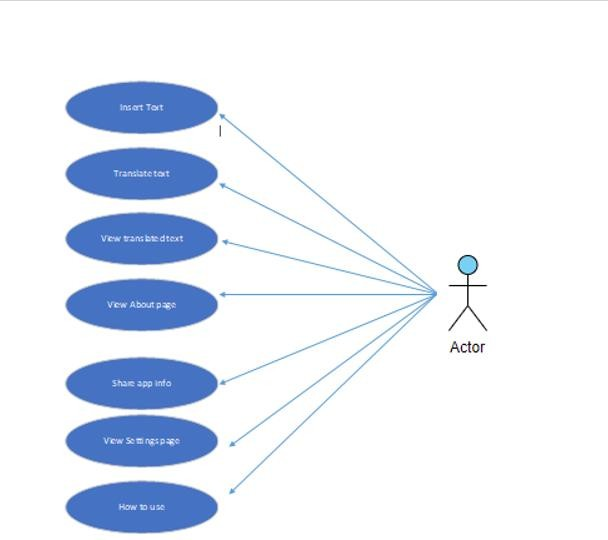 Insert Text
Translate text
View translated text
View About page
Share app info
View Settings page
How to use
Actor